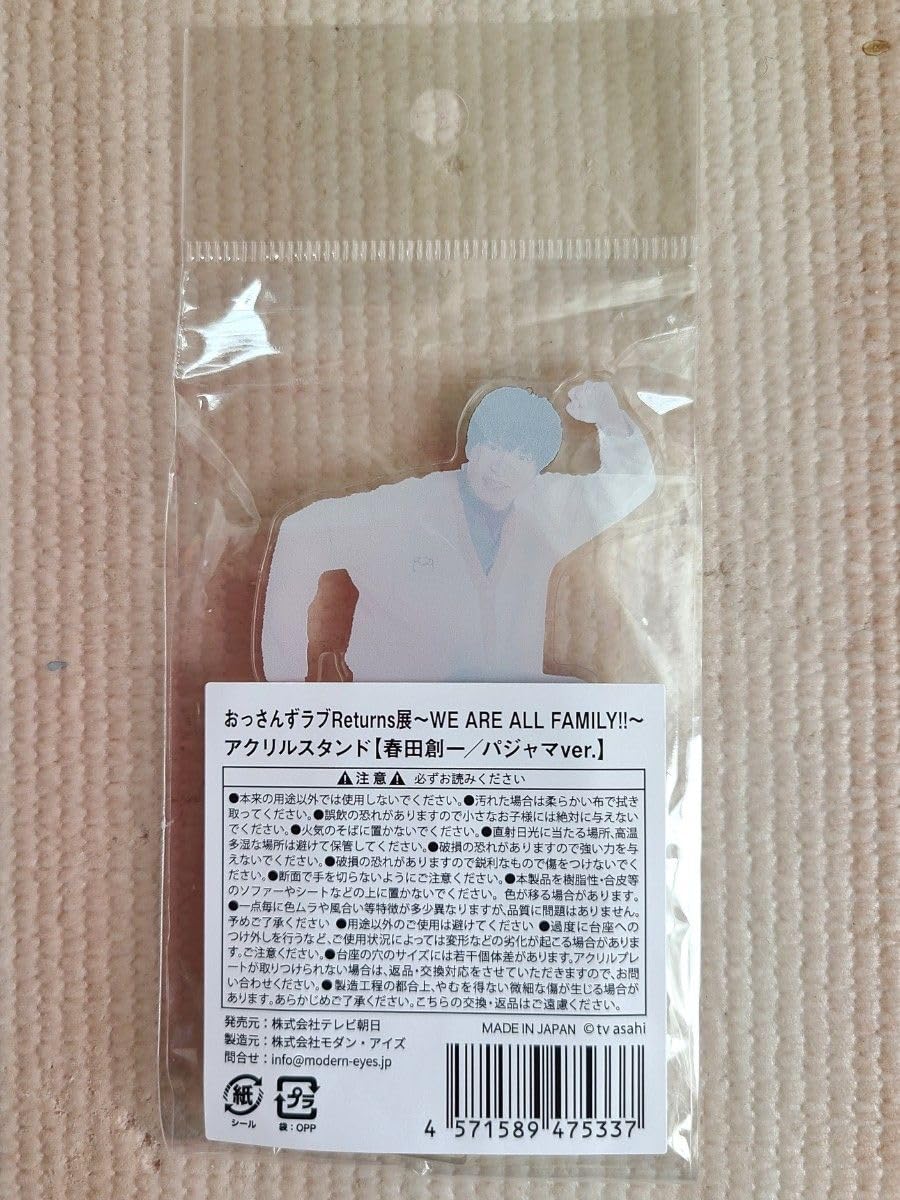 おっさんずラブReturns展～WE ARE ALL FAMILY!!～
アクリルスタンド【春田創一／パジャマver.】
⚠注意⚠ 必ずお読みください
●本来の用途以外では使用しないでください。●汚れた場合は柔らかい布で拭き
取ってください。●誤飲の恐れがありますので小さなお子様には絶対に与えない
でください。●火気のそばに置かないでください。●直射日光に当たる場所、高温
多湿な場所は避けて保管してください。●破損の恐れがありますので強い力を与
えないでください。●破損の恐れがありますので鋭利なもので傷をつけないでく
ださい。●断面で手を切らないようにご注意ください。●本製品を樹脂性・合皮等
のソファーやシートなどの上に置かないでください。色が移る場合があります。
●一点毎に色ムラや風合い等特徴が多少異なりますが、品質に問題はありません。
予めご了承ください ●用途以外のご使用は避けてください ●過度に台座への
つけ外しを行うなど、ご使用状況によっては変形などの劣化が起こる場合がありま
す。ご注意ください。●台座の穴のサイズには若干個体差があります。アクリルプレ
ートが取りつけられない場合は、返品・交換対応をさせていただきますので、お問
い合わせください。●製造工程の都合上、やむを得ない微細な傷が生じる場合が
あります。あらかじめご了承ください。こちらの交換・返品はご遠慮ください。
発売元：株式会社テレビ朝日 MADE IN JAPAN ©tv asahi
製造元：株式会社モダン・アイズ
問合せ：info@modern-eyes.jp
紙 プラ
シール 袋：OPP
4 571589 475337